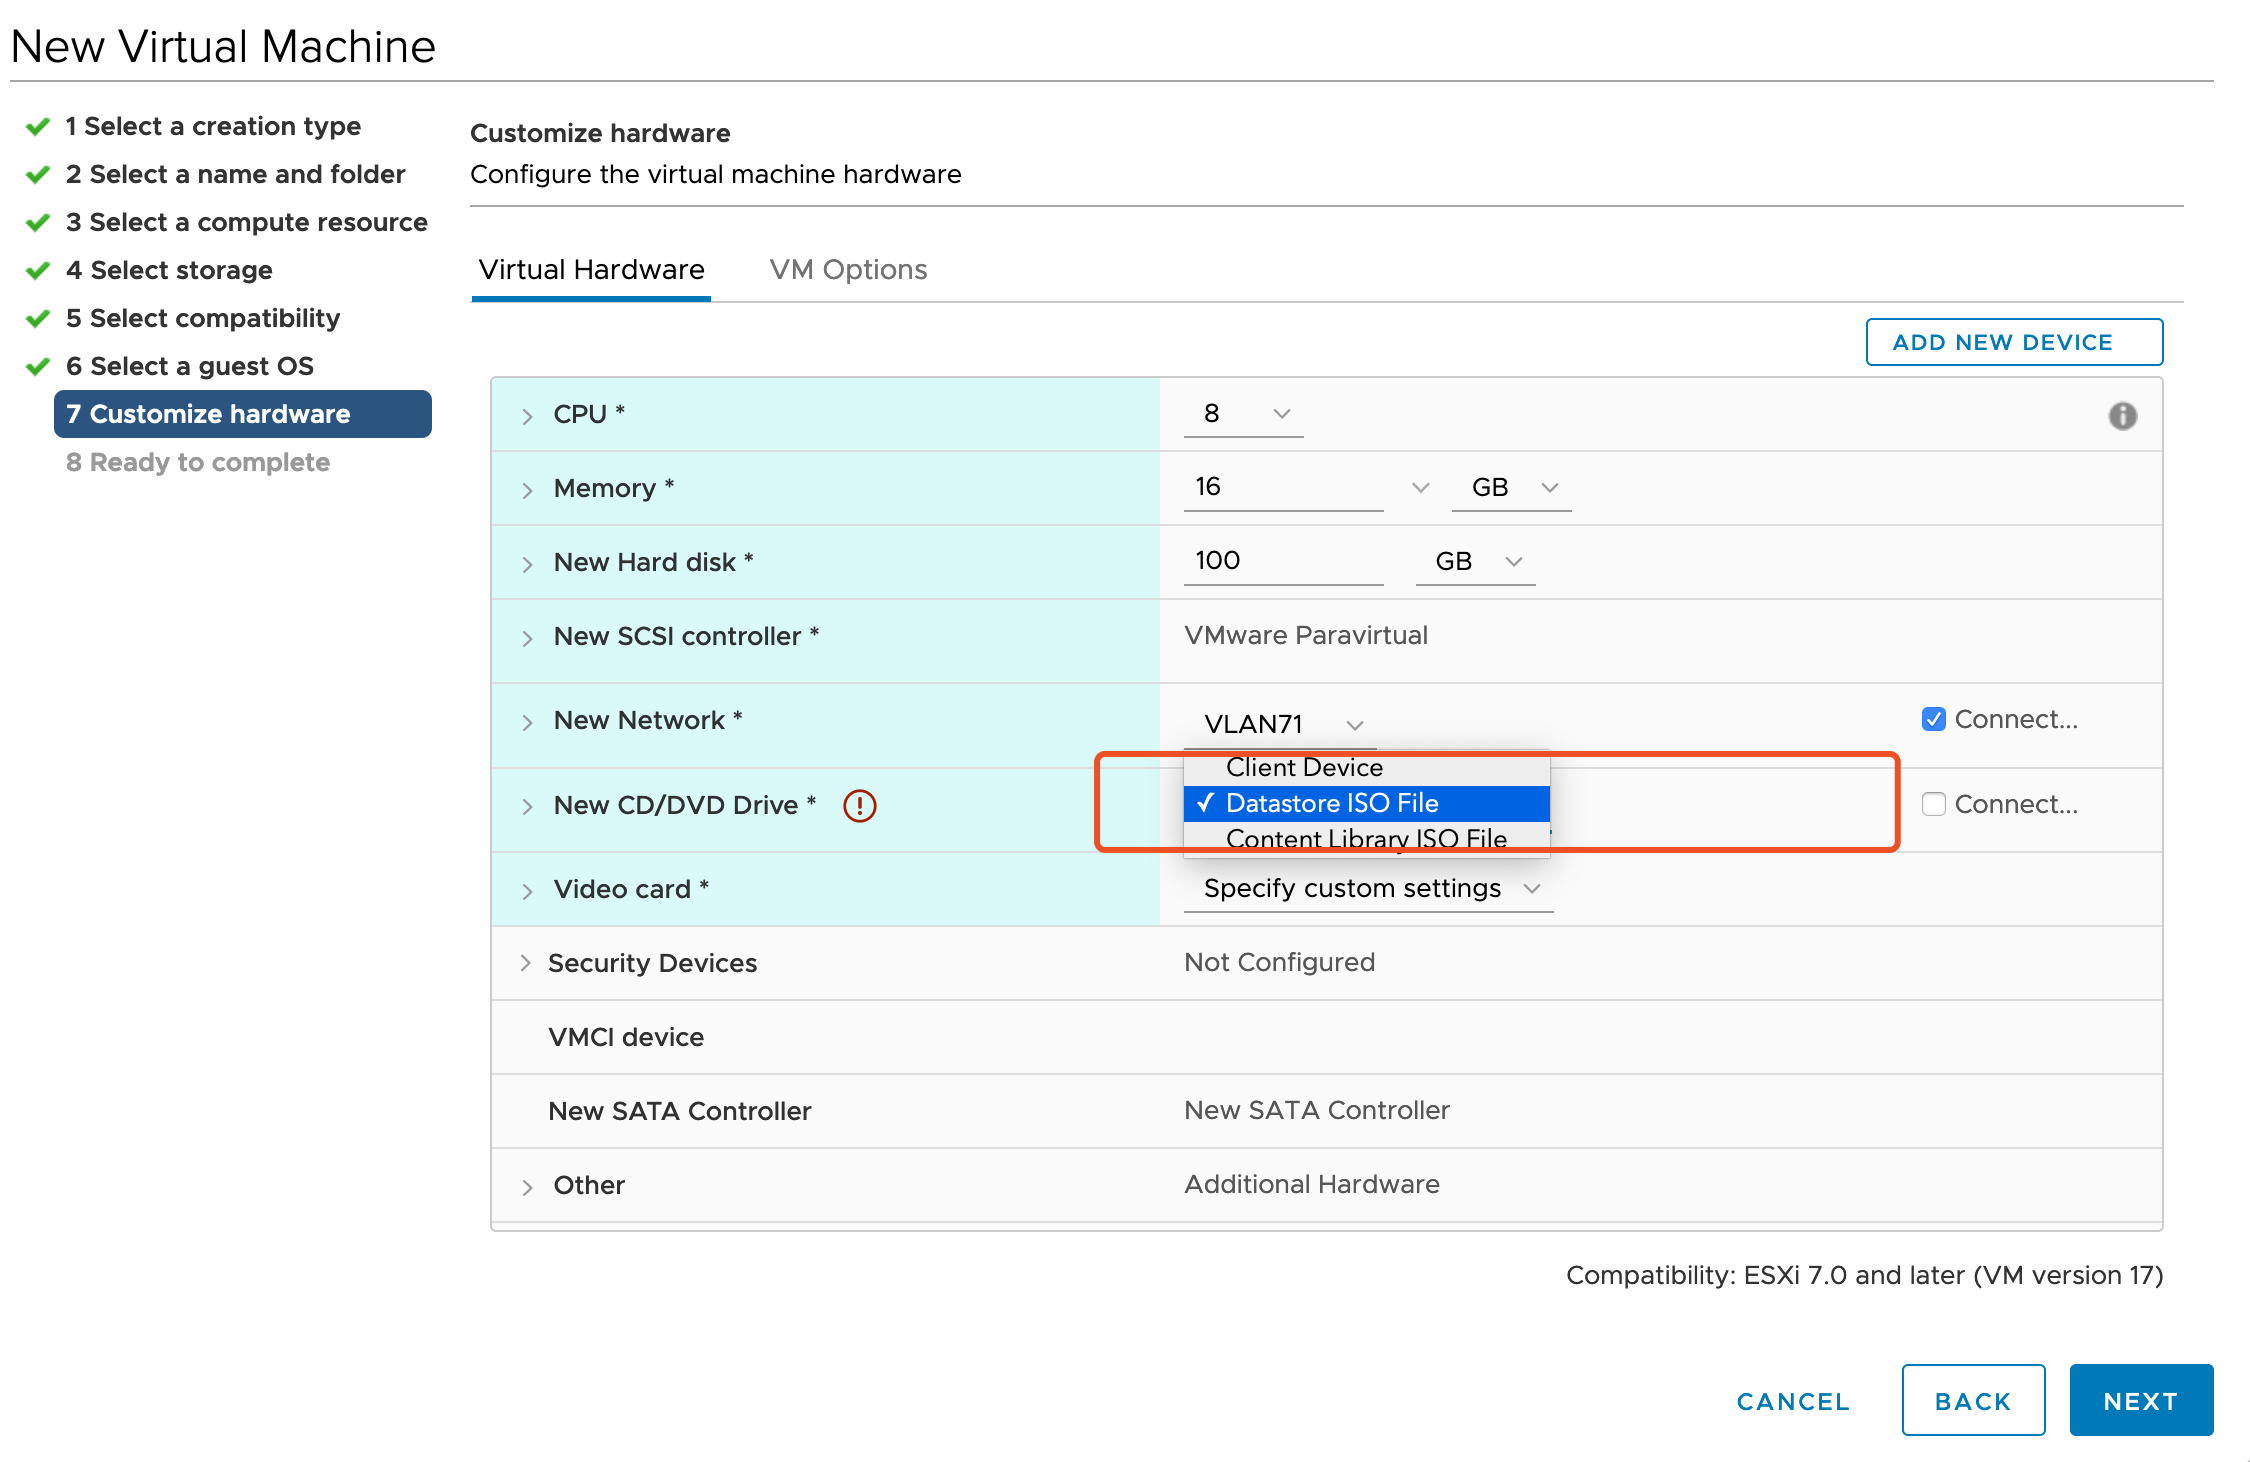 New Virtual Machine
1 Select a creation type
2 Select a name and folder
3 Select a compute resource
4 Select storage
5 Select compatibility
6 Select a guest OS
7 Customize hardware
8 Ready to complete
Customize hardware
Configure the virtual machine hardware
Virtual Hardware VM Options
ADD NEW DEVICE
CPU * 8
Memory * 16 GB
New Hard disk * 100 GB
New SCSI controller * VMware Paravirtual
New Network * VLAN71 Connect...
Client Device
New CD/DVD Drive * Datastore ISO File Connect...
Content Library ISO File
Video card * Specify custom settings
Security Devices Not Configured
VMCI device
New SATA Controller New SATA Controller
Other Additional Hardware
Compatibility: ESXi 7.0 and later (VM version 17)
CANCEL BACK NEXT